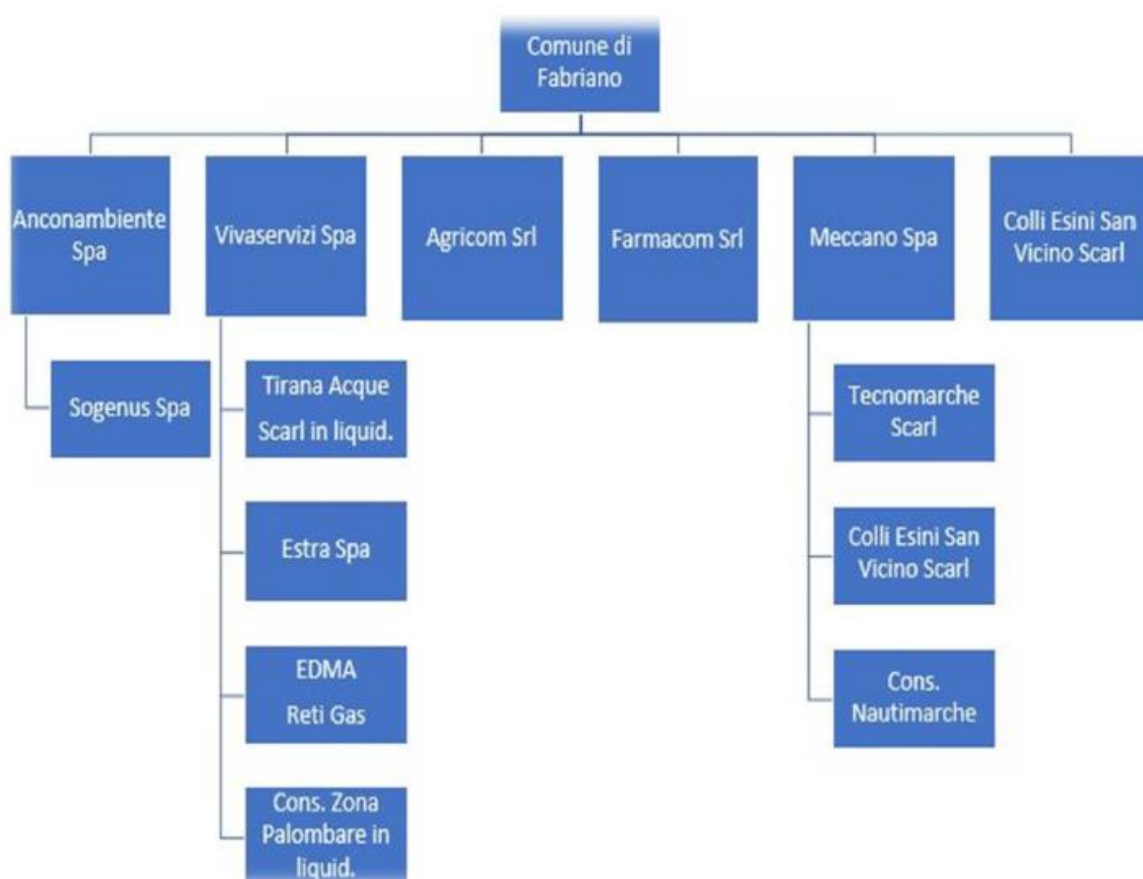 Comune di
Fabriano
Anconambiente
Spa
Vivaservizi Spa
Agricom Srl
Farmacom Srl
Meccano Spa
Colli Esini San
Vicino Scarl
Sogenus Spa
Tirana Acque
Scarl in liquid.
Estra Spa
EDMA
Reti Gas
Cons. Zona
Palombare in
liquid.
Tecnomarche
Scarl
Colli Esini San
Vicino Scarl
Cons.
Nautimarche